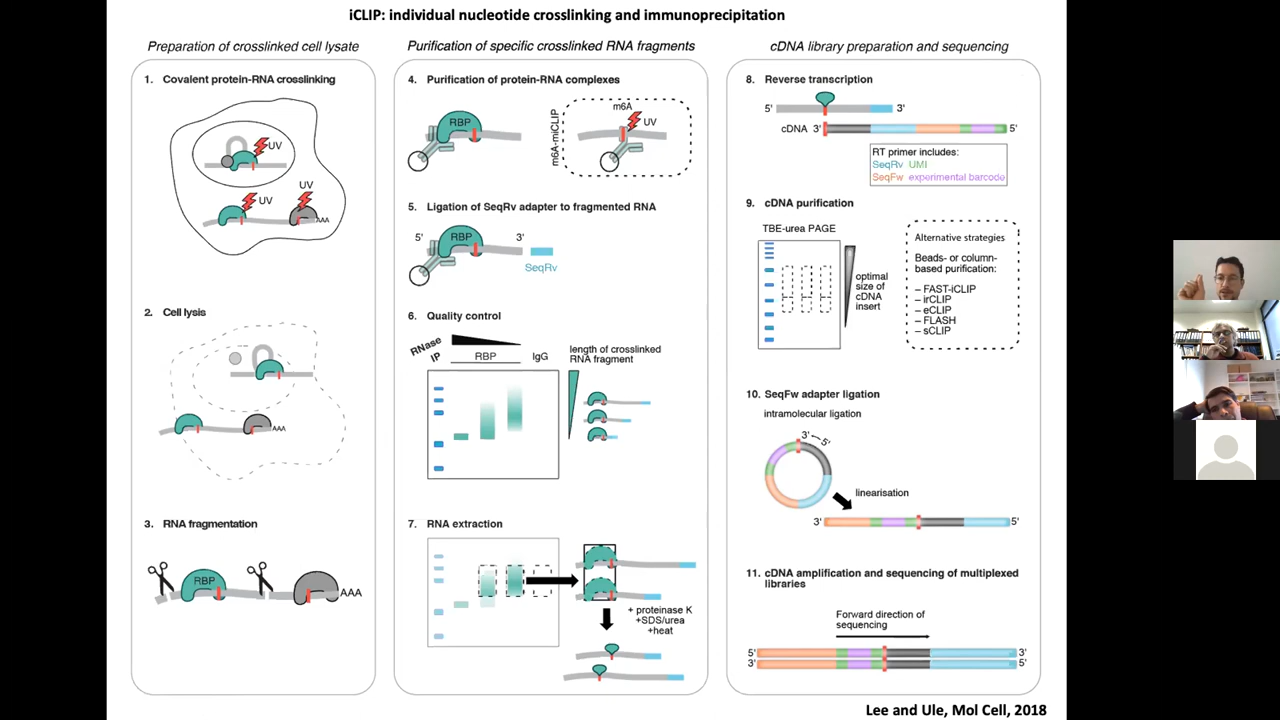 iCLIP: individual nucleotide crosslinking and immunoprecipitation
Preparation of crosslinked cell lysate
1. Covalent protein-RNA crosslinking
UV
UV
UV
AAA
2. Cell lysis
AAA
3. RNA fragmentation
RBP
AAA
Purification of specific crosslinked RNA fragments
4. Purification of protein-RNA complexes
RBP
m6A-miCLIP
m6A
UV
5. Ligation of SeqRv adapter to fragmented RNA
5'
RBP
3'
SeqRv
6. Quality control
RNase
IP
RBP
IgG
length of crosslinked
RNA fragment
7. RNA extraction
+ proteinase K
+SDS/urea
+heat
cDNA library preparation and sequencing
8. Reverse transcription
5'
3'
cDNA 3'
5'
RT primer includes:
SeqRv UMI
SeqFw experimental barcode
9. cDNA purification
TBE-urea PAGE
optimal
size of
cDNA
insert
Alternative strategies
Beads- or column-
based purification:
– FAST-iCLIP
– irCLIP
– eCLIP
– FLASH
– sCLIP
10. SeqFw adapter ligation
intramolecular ligation
3'
5'
linearisation
3'
5'
11. cDNA amplification and sequencing of multiplexed
libraries
Forward direction of
sequencing
5'
3'
3'
5'
Lee and Ule, Mol Cell, 2018